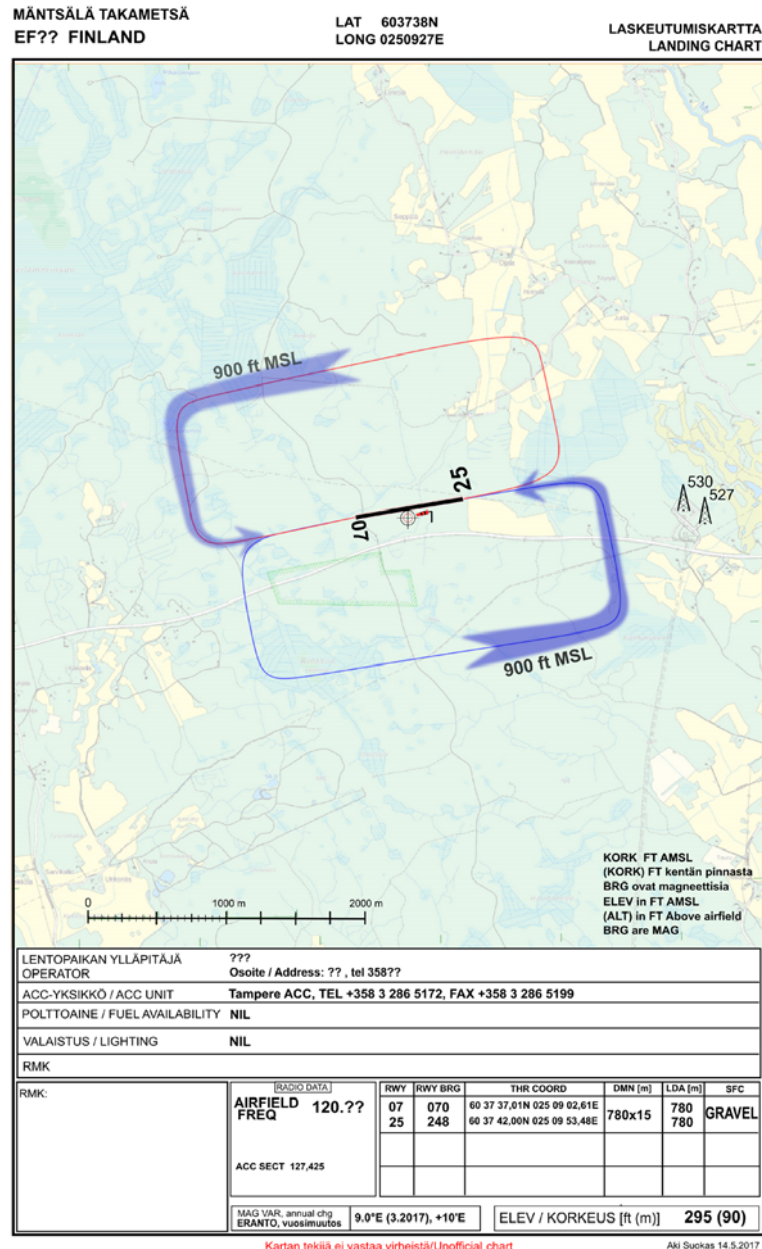 MÄNTSÄLÄ TAKAMETSÄ
EF?? FINLAND
LAT 603738N
LONG 0250927E
LASKEUTUMISKARTTA
LANDING CHART
900 ft MSL
25
07
530
527
900 ft MSL
KORK FT AMSL
(KORK) FT kentän pinnasta
BRG ovat magneettisia
ELEV in FT AMSL
(ALT) in FT Above airfield
BRG are MAG
0 1000 m 2000 m
LENTOPAIKAN YLLÄPITÄJÄ
OPERATOR
???
Osoite / Address: ?? , tel 358??
ACC-YKSIKKÖ / ACC UNIT Tampere ACC, TEL +358 3 286 5172, FAX +358 3 286 5199
POLTTOAINE / FUEL AVAILABILITY NIL
VALAISTUS / LIGHTING NIL
RMK
RMK:
RADIO DATA
AIRFIELD
FREQ 120.??
ACC SECT 127,425
RWY RWY BRG THR COORD DMN [m] LDA [m] SFC
07 070 60 37 37,01N 025 09 02,61E 780x15 780 GRAVEL
25 248 60 37 42,00N 025 09 53,48E 780
MAG VAR, annual chg
ERANTO, vuosimuutos
9.0°E (3.2017), +10'E
ELEV / KORKEUS [ft (m)] 295 (90)
Kartan tekijä ei vastaa virheistä/Unofficial chart
Aki Suokas 14.5.2017